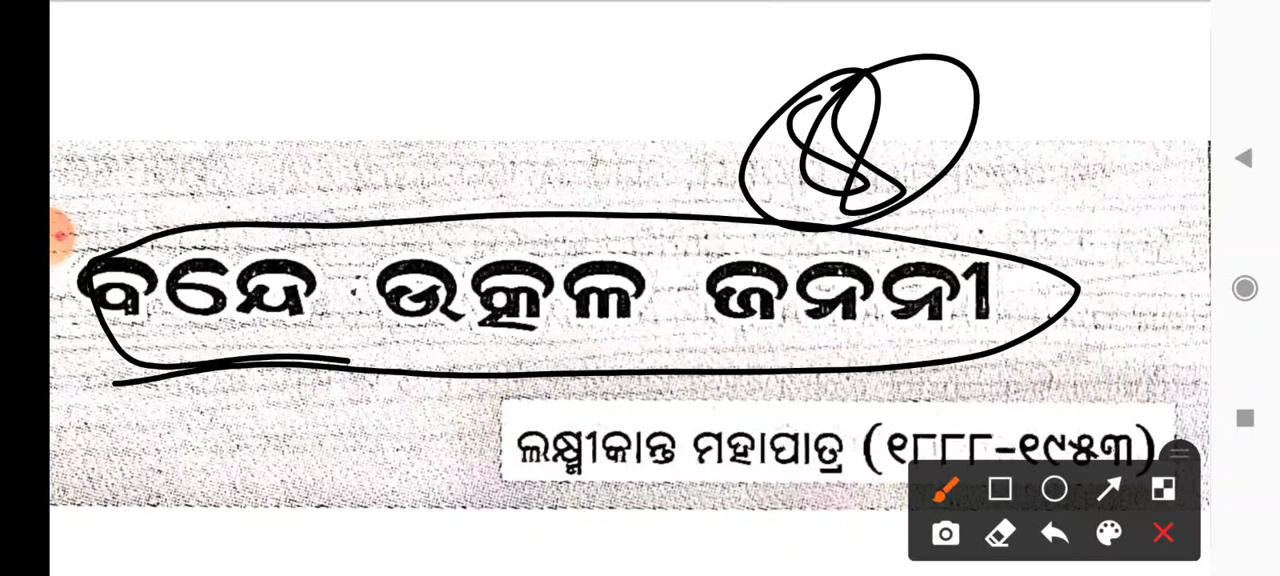 ବନ୍ଦେ ଉତ୍କଳ ଜନନୀ
ଲକ୍ଷ୍ମୀକାନ୍ତ ମହାପାତ୍ର (୧୮୮୮-୧୯୫୩)